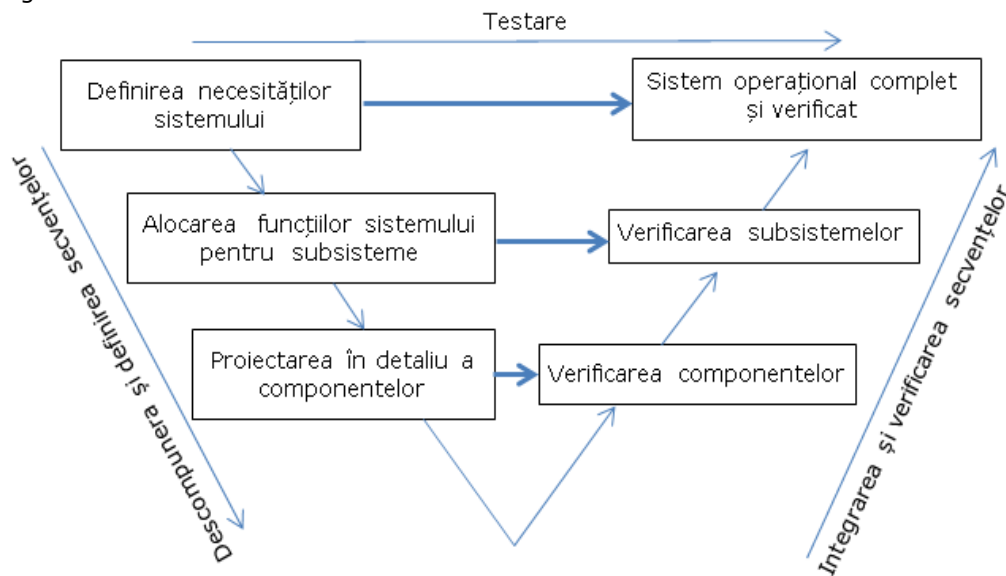 Testare
Definirea necesităților
sistemului
Sistem operațional complet
și verificat
Alocarea funcțiilor sistemului
pentru subsisteme
Verificarea subsistemelor
Proiectarea în detaliu a
componentelor
Verificarea componentelor
Descompunera și definirea secvențelor
Integrarea și verificarea secvențelor